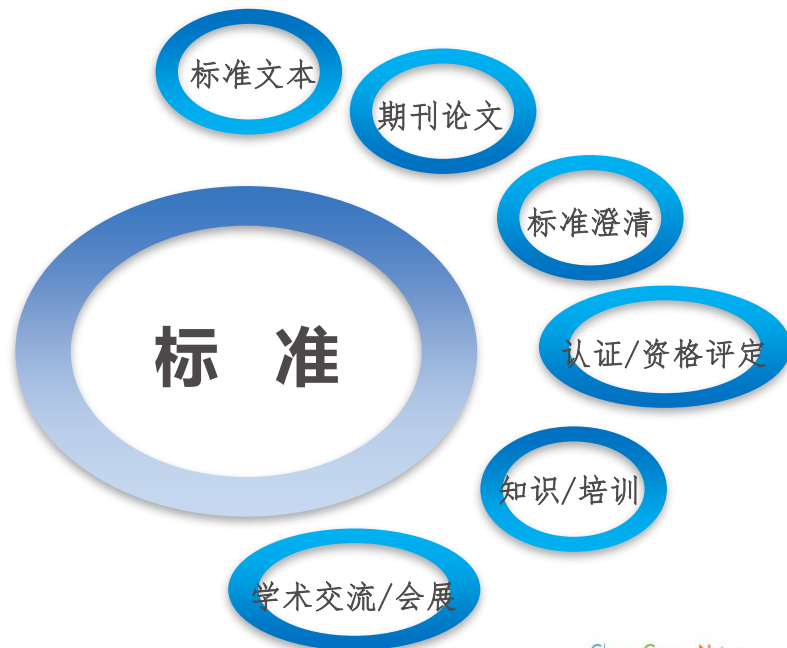 标准文本
期刊论文
标准澄清
标 准
认证/资格评定
知识/培训
学术交流/会展